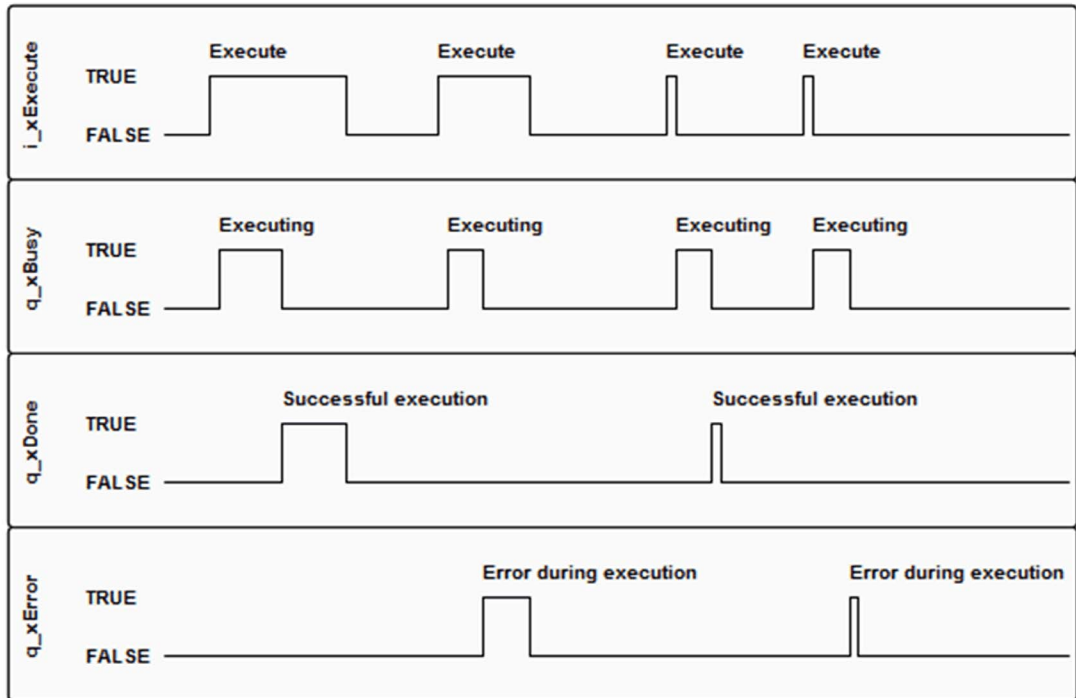 i_xExecute
Execute Execute Execute Execute
TRUE
FALSE
q_xBusy
Executing Executing Executing Executing
TRUE
FALSE
q_xDone
Successful execution Successful execution
TRUE
FALSE
q_xError
Error during execution Error during execution
TRUE
FALSE